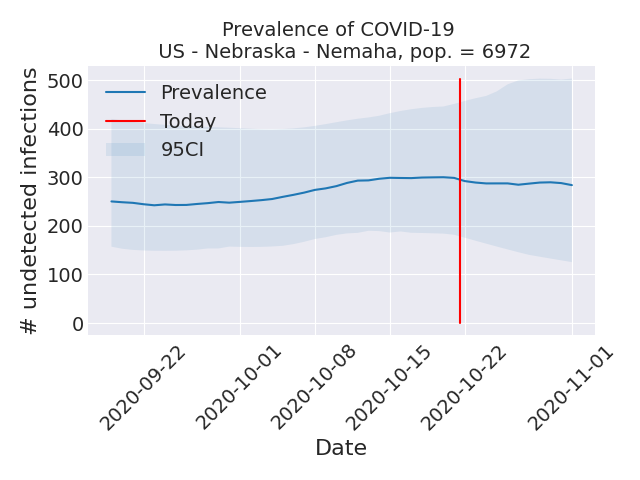 Prevalence of COVID-19
US - Nebraska - Nemaha, pop. = 6972
# undetected infections
500
400
300
200
100
0
Prevalence
Today
95CI
2020-09-22
2020-10-01
2020-10-08
2020-10-15
2020-10-22
2020-11-01
Date